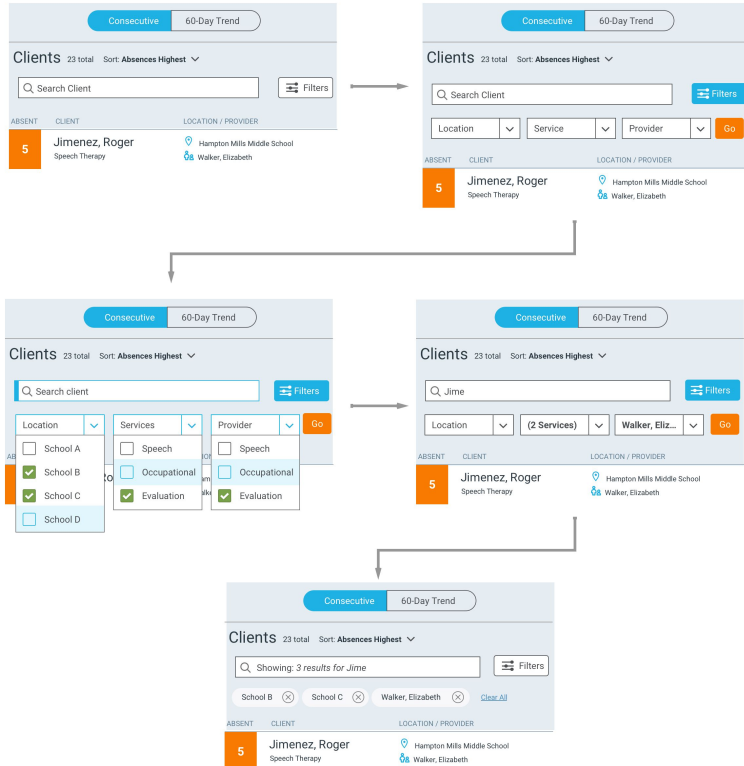 Consecutive 60-Day Trend
Clients 23 total Sort: Absences Highest
Search Client Filters
ABSENT CLIENT LOCATION / PROVIDER
5 Jimenez, Roger Hampton Mills Middle School
Speech Therapy Walker, Elizabeth
Consecutive 60-Day Trend
Clients 23 total Sort: Absences Highest
Search Client Filters
Location Service Provider Go
ABSENT CLIENT LOCATION / PROVIDER
5 Jimenez, Roger Hampton Mills Middle School
Speech Therapy Walker, Elizabeth
Consecutive 60-Day Trend
Clients 23 total Sort: Absences Highest
Search client Filters
Location Services Provider Go
School A Speech Speech
School B Occupational Occupational
School C Evaluation Evaluation
School D
Consecutive 60-Day Trend
Clients 23 total Sort: Absences Highest
Jime Filters
Location (2 Services) Walker, Eliz... Go
ABSENT CLIENT LOCATION / PROVIDER
5 Jimenez, Roger Hampton Mills Middle School
Speech Therapy Walker, Elizabeth
Consecutive 60-Day Trend
Clients 23 total Sort: Absences Highest
Showing: 3 results for Jime Filters
School B School C Walker, Elizabeth Clear All
ABSENT CLIENT LOCATION / PROVIDER
5 Jimenez, Roger Hampton Mills Middle School
Speech Therapy Walker, Elizabeth